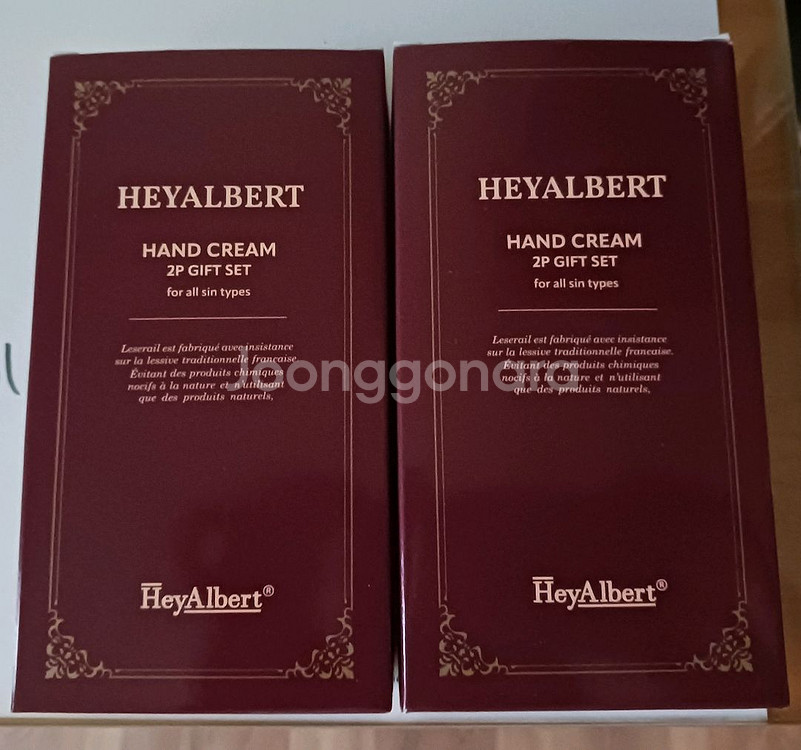 HEYALBERT
HAND CREAM
2P GIFT SET
for all sin types
Leserail est fabriqué avec insistance
sur la lessive traditionnelle francaise.
Évitant des produits chimiques
nocifs à la nature et n'utilisant
que des produits naturels,
HeyAlbert®
HEYALBERT
HAND CREAM
2P GIFT SET
for all sin types
Leserail est fabriqué avec insistance
sur la lessive traditionnelle francaise.
Évitant des produits chimiques
nocifs à la nature et n'utilisant
que des produits naturels,
HeyAlbert®
Joonggonara